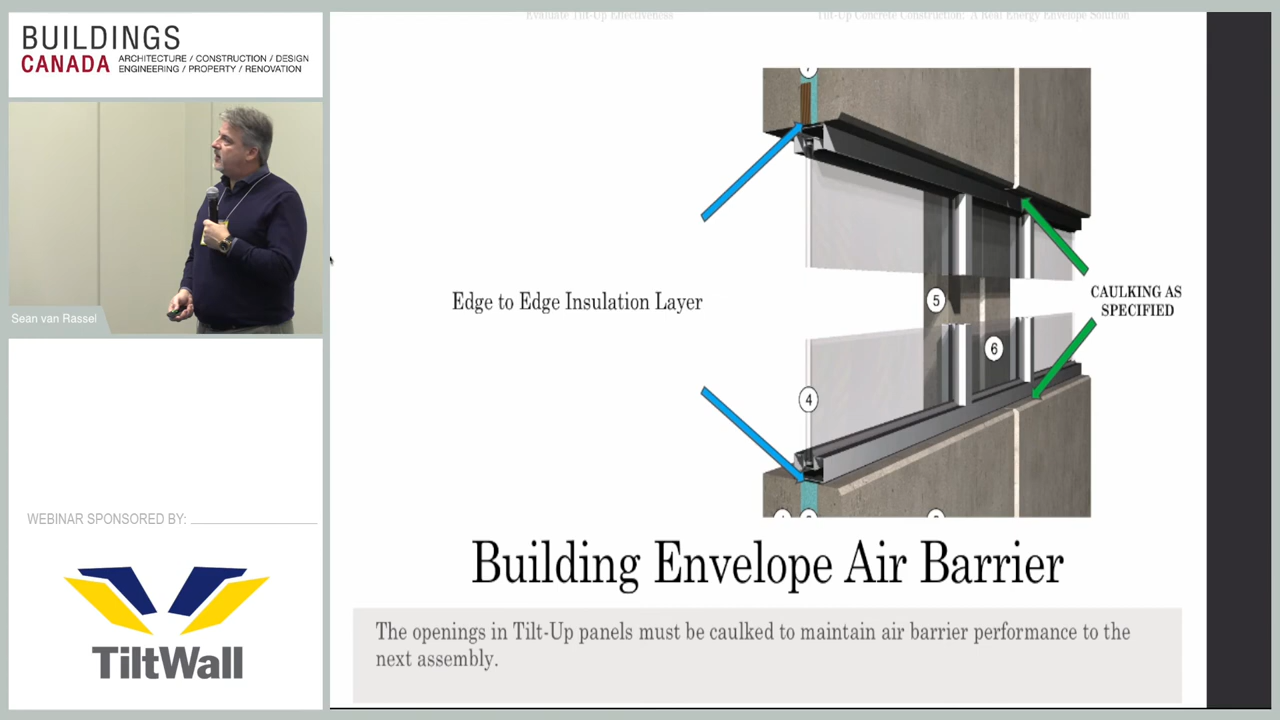 BUILDINGS
CANADA
ARCHITECTURE / CONSTRUCTION / DESIGN
ENGINEERING / PROPERTY / RENOVATION
Sean van Rassel
WEBINAR SPONSORED BY:
TiltWall
Evaluate Tilt-Up Effectiveness
Tilt-Up Concrete Construction: A Real Energy Envelope Solution
Edge to Edge Insulation Layer
5
6
4
CAULKING AS
SPECIFIED
Building Envelope Air Barrier
The openings in Tilt-Up panels must be caulked to maintain air barrier performance to the
next assembly.